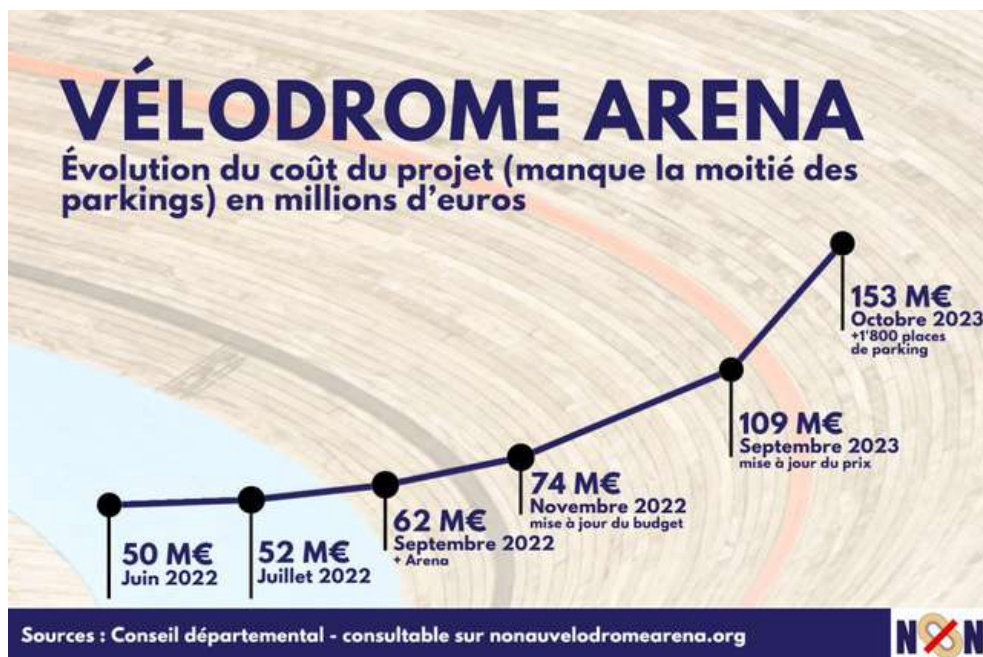 VÉLODROME ARENA
Évolution du coût du projet (manque la moitié des
parkings) en millions d'euros
50 M€
Juin 2022
52 M€
Juillet 2022
62 M€
Septembre 2022
+ Arena
74 M€
Novembre 2022
mise à jour du budget
109 M€
Septembre 2023
mise à jour du prix
153 M€
Octobre 2023
+1'800 places
de parking
Sources : Conseil départemental - consultable sur nonauvelodromearena.org
NON